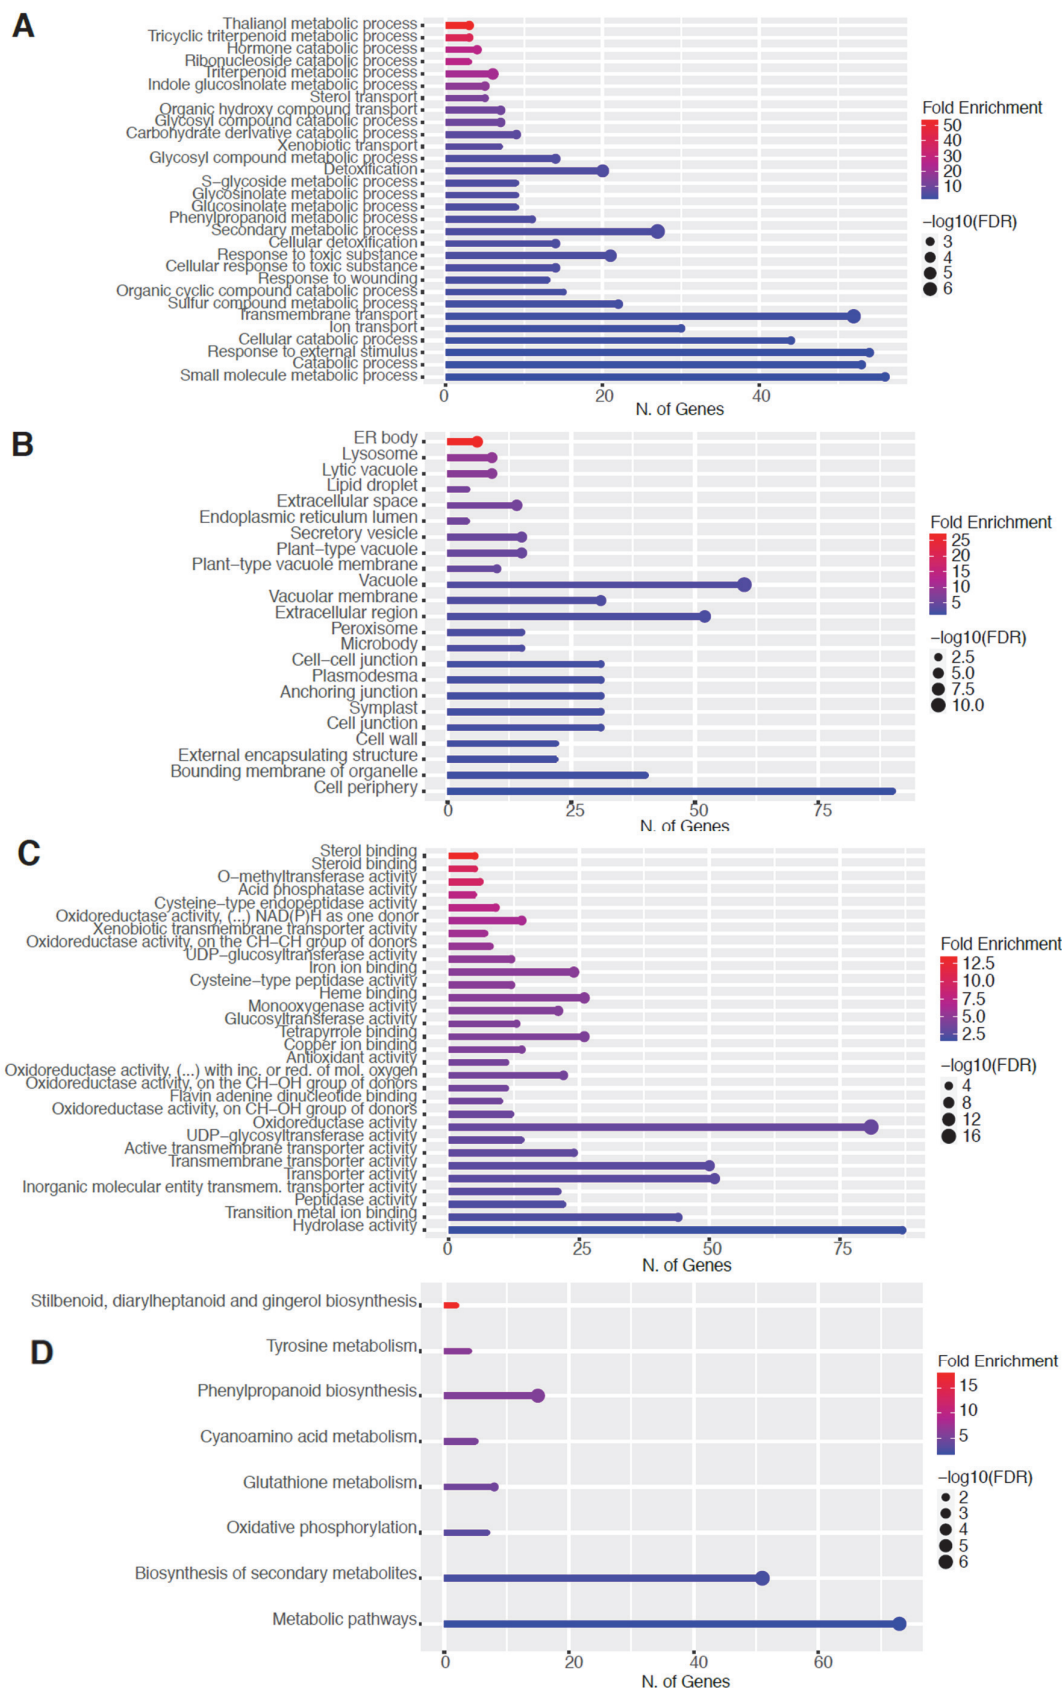 A
Thalianol metabolic process
Tricyclic triterpenoid metabolic process
Hormone catabolic process
Ribonucleoside catabolic process
Triterpenoid metabolic process
Indole glucosinolate metabolic process
Sterol transport
Organic hydroxy compound transport
Glycosyl compound catabolic process
Carbohydrate derivative catabolic process
Xenobiotic transport
Glycosyl compound metabolic process
Detoxification
S−glycoside metabolic process
Glycosinolate metabolic process
Glucosinolate metabolic process
Phenylpropanoid metabolic process
Secondary metabolic process
Cellular detoxification
Response to toxic substance
Cellular response to toxic substance
Response to wounding
Organic cyclic compound catabolic process
Sulfur compound metabolic process
Transmembrane transport
Ion transport
Cellular catabolic process
Response to external stimulus
Catabolic process
Small molecule metabolic process
0 20 40
N. of Genes
Fold Enrichment
50
40
30
20
10
−log10(FDR)
3
4
5
6
B
ER body
Lysosome
Lytic vacuole
Lipid droplet
Extracellular space
Endoplasmic reticulum lumen
Secretory vesicle
Plant−type vacuole
Plant−type vacuole membrane
Vacuole
Vacuolar membrane
Extracellular region
Peroxisome
Microbody
Cell−cell junction
Plasmodesma
Anchoring junction
Symplast
Cell junction
Cell wall
External encapsulating structure
Bounding membrane of organelle
Cell periphery
0 25 50 75
N. of Genes
Fold Enrichment
25
20
15
10
5
−log10(FDR)
2.5
5.0
7.5
10.0
C
Sterol binding
Steroid binding
O−methyltransferase activity
Acid phosphatase activity
Cysteine−type endopeptidase activity
Oxidoreductase activity, (...) NAD(P)H as one donor
Xenobiotic transmembrane transporter activity
Oxidoreductase activity, on the CH−CH group of donors
UDP−glucosyltransferase activity
Iron ion binding
Cysteine−type peptidase activity
Heme binding
Monooxygenase activity
Glucosyltransferase activity
Tetrapyrrole binding
Copper ion binding
Antioxidant activity
Oxidoreductase activity, (...) with inc. or red. of mol. oxygen
Oxidoreductase activity, on the CH−OH group of donors
Flavin adenine dinucleotide binding
Oxidoreductase activity, on CH−OH group of donors
Oxidoreductase activity
UDP−glycosyltransferase activity
Active transmembrane transporter activity
Transmembrane transporter activity
Transporter activity
Inorganic molecular entity transmem. transporter activity
Peptidase activity
Transition metal ion binding
Hydrolase activity
0 25 50 75
N. of Genes
Fold Enrichment
12.5
10.0
7.5
5.0
2.5
−log10(FDR)
4
8
12
16
D
Stilbenoid, diarylheptanoid and gingerol biosynthesis
Tyrosine metabolism
Phenylpropanoid biosynthesis
Cyanoamino acid metabolism
Glutathione metabolism
Oxidative phosphorylation
Biosynthesis of secondary metabolites
Metabolic pathways
0 20 40 60
N. of Genes
Fold Enrichment
15
10
5
−log10(FDR)
2
3
4
5
6